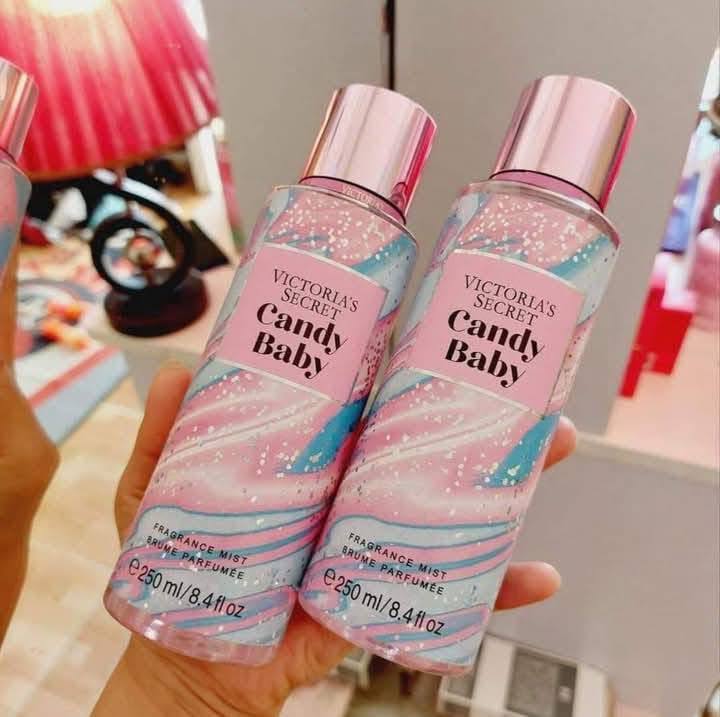 VICTORIA'S
VICTORIA'S
SECRET
Candy
Baby
FRAGRANCE MIST
BRUME PARFUMÉE
℮250 ml/8.4 fl oz
VICTORIA'S
SECRET
Candy
Baby
FRAGRANCE MIST
BRUME PARFUMÉE
℮250 ml/8.4 fl oz